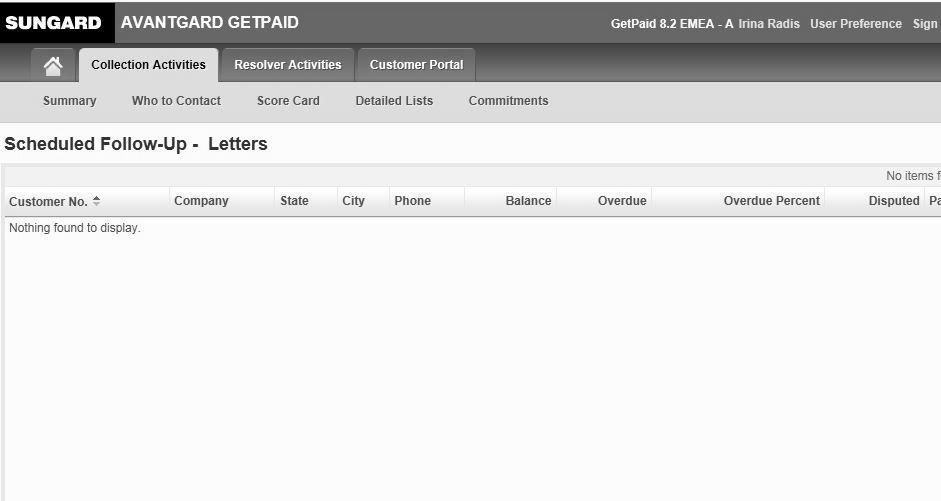 SUNGARD AVANTGARD GETPAID GetPaid 8.2 EMEA - A Irina Radis User Preference Sign
Collection Activities Resolver Activities Customer Portal
Summary Who to Contact Score Card Detailed Lists Commitments
Scheduled Follow-Up - Letters
No items f
Customer No. Company State City Phone Balance Overdue Overdue Percent Disputed Pa
Nothing found to display.